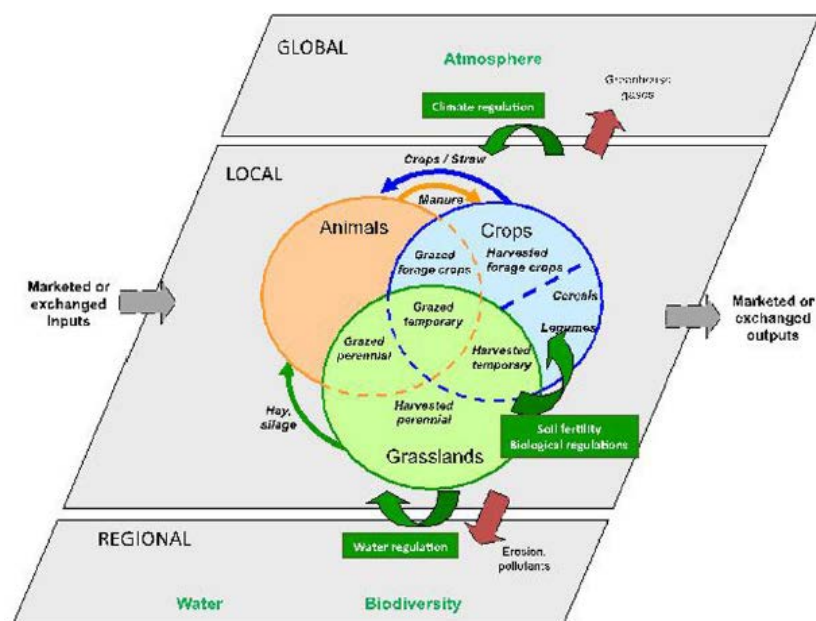 GLOBAL
Atmosphere
Greenhouse
gases
Climate regulation
LOCAL
Crops / Straw
Manure
Animals
Crops
Grazed
forage crops
Harvested
forage crops
Marketed or
exchanged
Inputs
Cereals
Legumes
Marketed or
exchanged
outputs
Grazed
temporary
Grazed
perennial
Harvested
temporary
Hay,
silage
Harvested
perennial
Soil fertility
Biological regulations
Grasslands
REGIONAL
Water regulation
Erosion,
pollutents
Water
Biodiversity